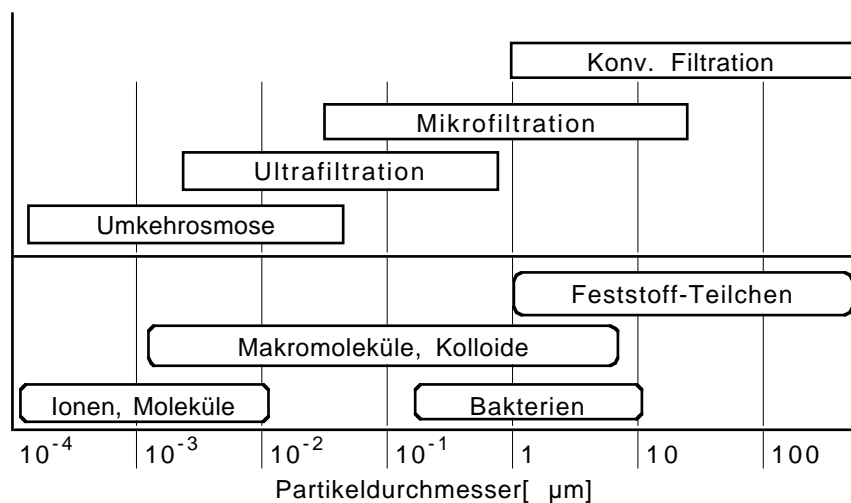 Konv. Filtration
Mikrofiltration
Ultrafiltration
Umkehrosmose
Feststoff-Teilchen
Makromoleküle, Kolloide
Ionen, Moleküle
Bakterien
10⁻⁴ 10⁻³ 10⁻² 10⁻¹ 1 10 100
Partikeldurchmesser[ µm]